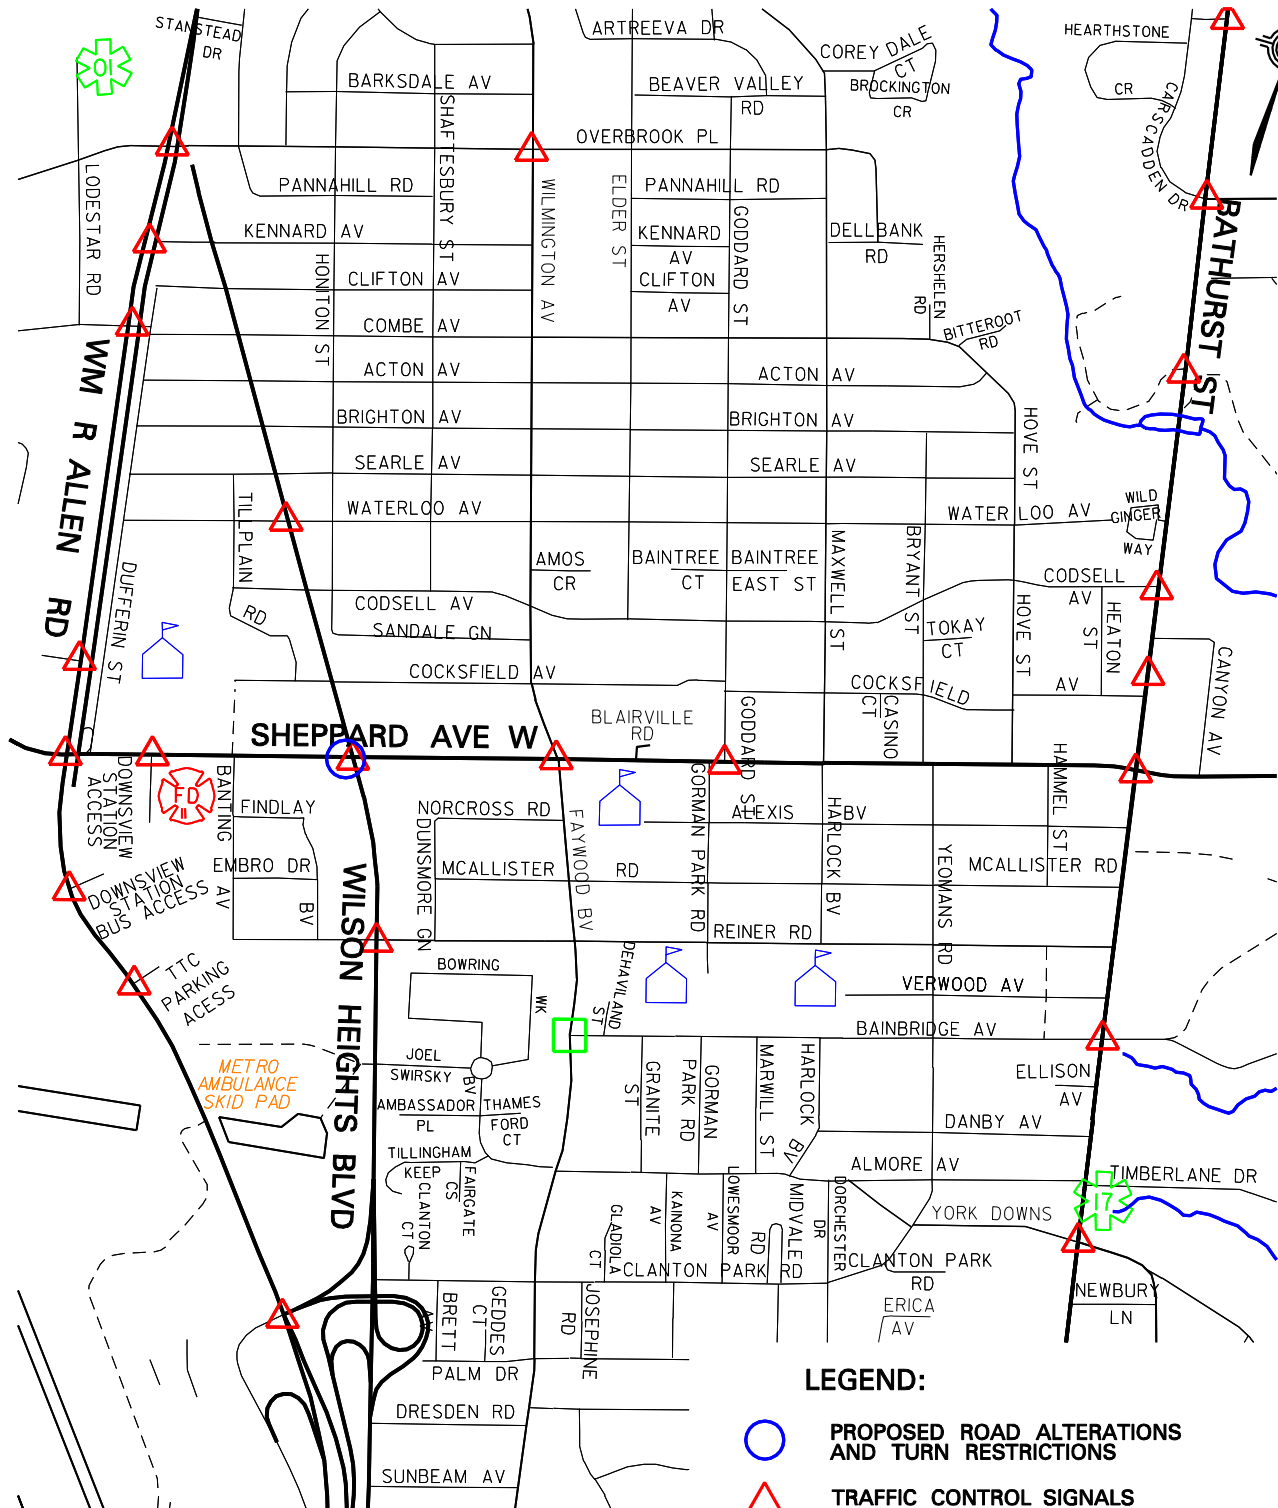 STANSTEAD
DR
ARTREEVA DR
COREY DALE
CT
HEARTHSTONE
CR
01
BARKSDALE AV
BEAVER VALLEY
RD
BROCKINGTON
CR
CARSCADDEN DR
OVERBROOK PL
LODESTAR RD
PANNAHILL RD
SHAFTESBURY ST
WILMINGTON AV
ELDER ST
PANNAHILL RD
GODDARD ST
KENNARD AV
KENNARD
AV
DELLBANK
RD
HERSHELEN
RD
BATHURST ST
HONITON ST
CLIFTON AV
CLIFTON
AV
COMBE AV
BITTEROOT
RD
WM R ALLEN RD
ACTON AV
ACTON AV
BRIGHTON AV
BRIGHTON AV
HOVE ST
SEARLE AV
SEARLE AV
TILLPLAIN
RD
WATERLOO AV
WATERLOO AV
WILD
GINGER
WAY
DUFFERIN ST
AMOS
CR
BAINTREE
CT
BAINTREE
EAST ST
MAXWELL ST
BRYANT ST
CODSELL
AV
HOVE ST
HEATON
ST
CODSELL AV
SANDALE GN
TOKAY
CT
COCKSFIELD AV
COCKSFIELD
AV
CANYON AV
CASINO
CT
BLAIRVILLE
RD
GODDARD ST
SHEPPARD AVE W
DOWNSVIEW
STATION
ACCESS
FD
BANTING
AV
FINDLAY
BV
NORCROSS RD
FAYWOOD BV
GORMAN PARK RD
ALEXIS BV
HARLOCK BV
HAMMEL ST
DUNSMORE GN
EMBRO DR
MCALLISTER RD
YEOMANS RD
MCALLISTER RD
DOWNSVIEW
STATION
BUS ACCESS
WILSON HEIGHTS BLVD
REINER RD
TTC
PARKING
ACESS
BOWRING
WK
DEHAVILAND
ST
VERWOOD AV
BAINBRIDGE AV
METRO
AMBULANCE
SKID PAD
JOEL
SWIRSKY
BV
GRANITE
ST
GORMAN
PARK RD
MARWILL ST
HARLOCK
BV
ELLISON
AV
AMBASSADOR
PL
THAMES
FORD
CT
DANBY AV
TILLINGHAM
KEEP
FAIRGATE
CS
ALMORE AV
TIMBERLANE DR
CLANTON
CT
GLADIOLA
CT
KAINONA
AV
LOWESMOOR
AV
MIDVALE
RD
DORCHESTER
DR
YORK DOWNS
17
CLANTON PARK RD
CLANTON PARK
RD
BRETT
AV
GEDDES
CT
JOSEPHINE
RD
ERICA
AV
NEWBURY
LN
PALM DR
DRESDEN RD
SUNBEAM AV
LEGEND:
PROPOSED ROAD ALTERATIONS
AND TURN RESTRICTIONS
TRAFFIC CONTROL SIGNALS